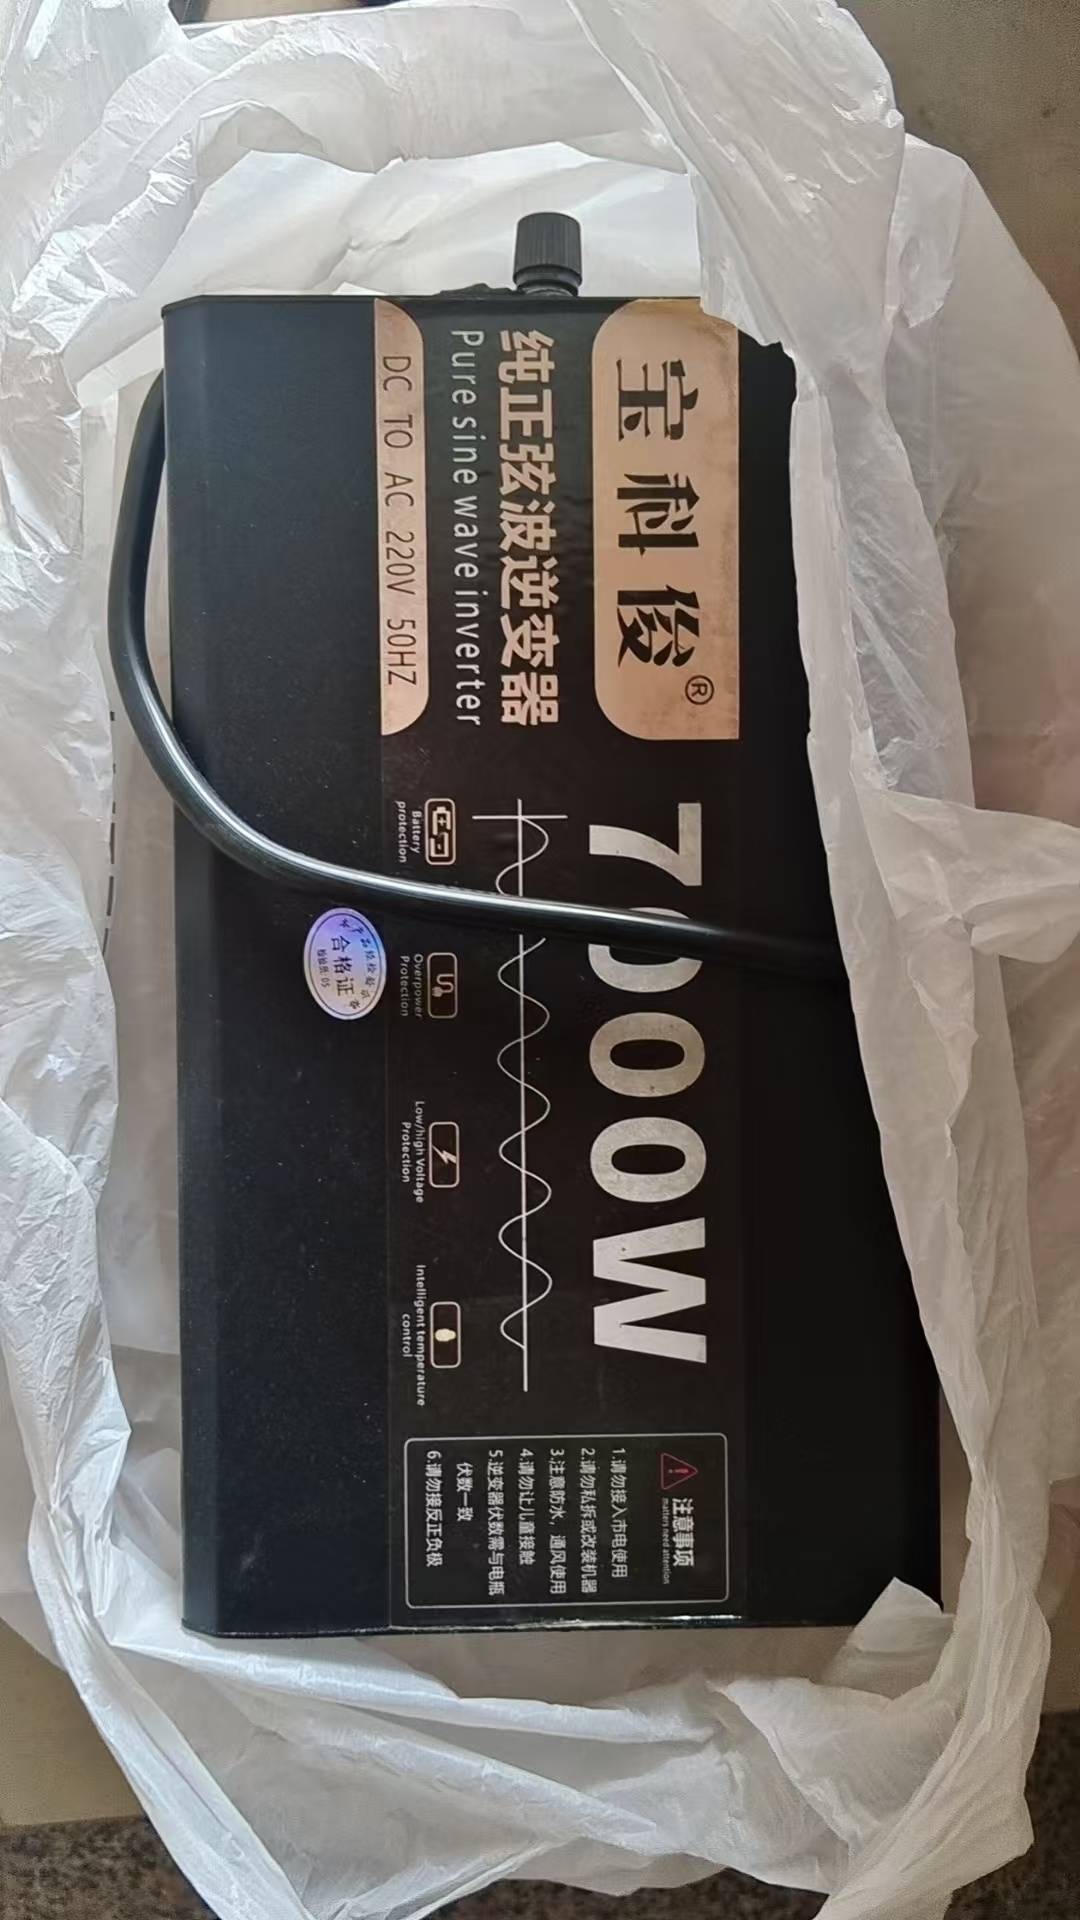 宝科俊®
纯正弦波逆变器
Pure sine wave inverter
DC TO AC 220V 50HZ
7000W
Battery
protection
Overpower
Protection
Low/high Voltage
Protection
Intelligent temperature
control
合格证
检验员:05
注意事项
matters need attention
1.请勿接入市电使用
2.请勿私拆或改装机器
3.注意防水，通风使用
4.请勿让儿童接触
5.逆变器伏数需与电瓶
伏数一致
6.请勿接反正负极